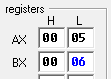 registers
H L
AX 00 05
BX 00 06